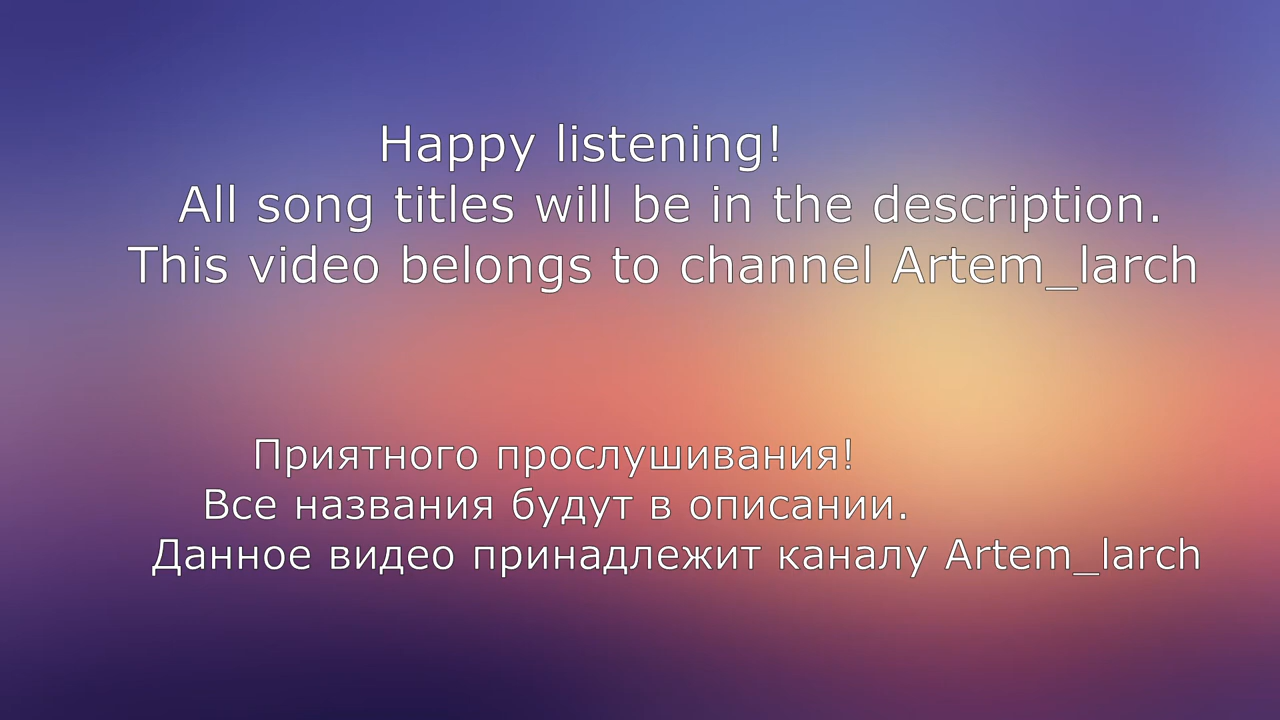 Happy listening!
All song titles will be in the description.
This video belongs to channel Artem_larch
Приятного прослушивания!
Все названия будут в описании.
Данное видео принадлежит каналу Artem_larch